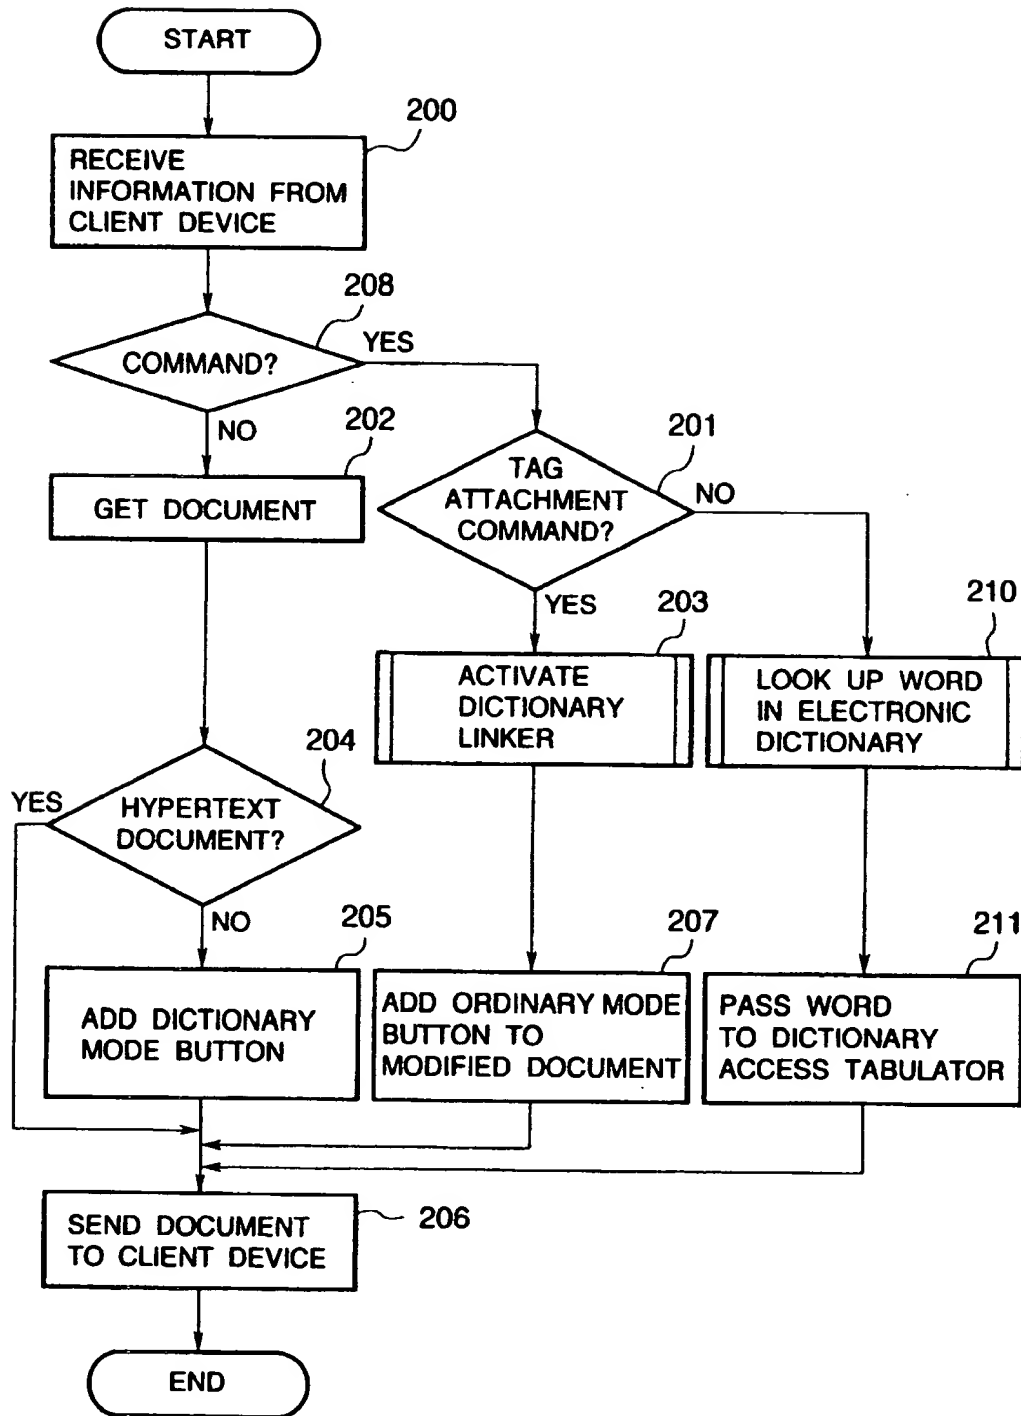 START
200
RECEIVE
INFORMATION FROM
CLIENT DEVICE
208
COMMAND?
YES
NO
202
GET DOCUMENT
201
TAG
ATTACHMENT
COMMAND?
NO
YES
203
ACTIVATE
DICTIONARY
LINKER
210
LOOK UP WORD
IN ELECTRONIC
DICTIONARY
204
YES
HYPERTEXT
DOCUMENT?
NO
205
ADD DICTIONARY
MODE BUTTON
207
ADD ORDINARY MODE
BUTTON TO
MODIFIED DOCUMENT
211
PASS WORD
TO DICTIONARY
ACCESS TABULATOR
SEND DOCUMENT
TO CLIENT DEVICE
206
END